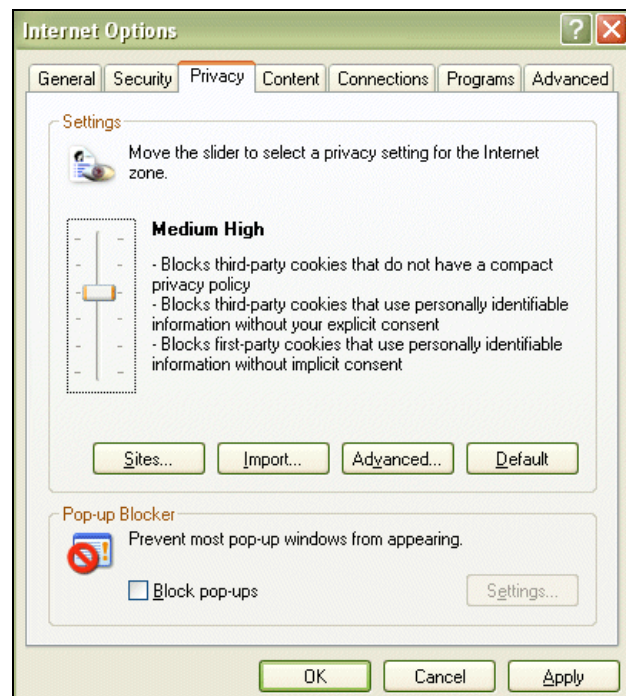 Internet Options
General Security Privacy Content Connections Programs Advanced
Settings
Move the slider to select a privacy setting for the Internet
zone.
Medium High
- Blocks third-party cookies that do not have a compact
privacy policy
- Blocks third-party cookies that use personally identifiable
information without your explicit consent
- Blocks first-party cookies that use personally identifiable
information without implicit consent
Sites... Import... Advanced... Default
Pop-up Blocker
Prevent most pop-up windows from appearing.
Block pop-ups Settings...
OK Cancel Apply